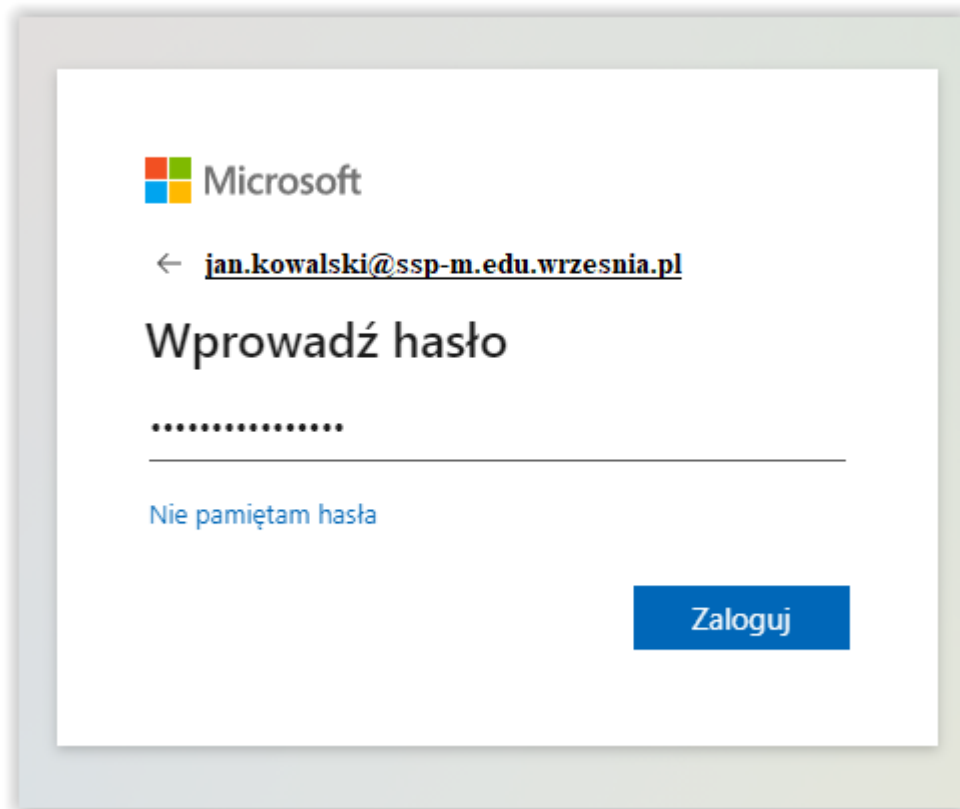 Microsoft
← jan.kowalski@ssp-m.edu.wrzesnia.pl
Wprowadź hasło
••••••••••••••••
Nie pamiętam hasła
Zaloguj